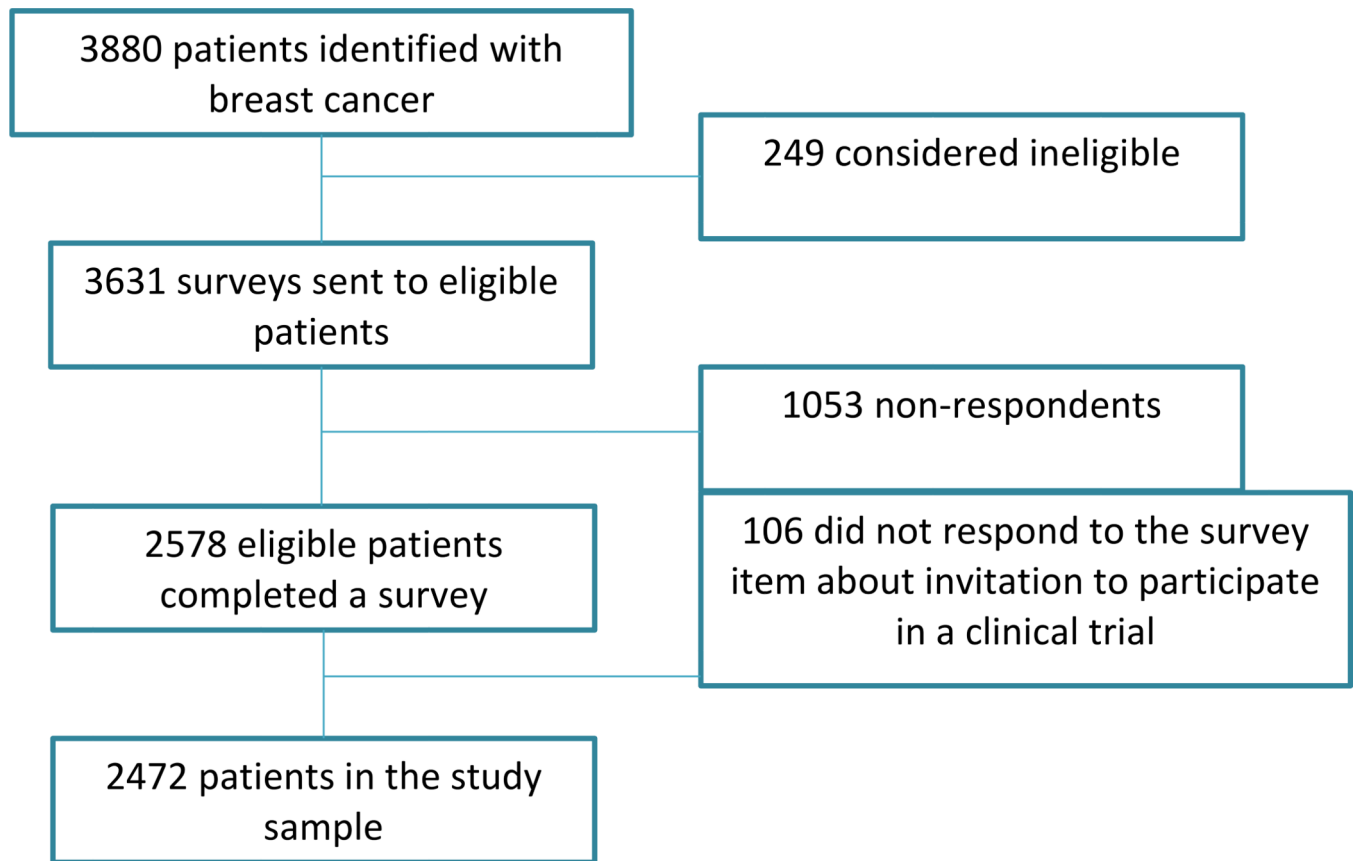 3880 patients identified with
breast cancer
249 considered ineligible
3631 surveys sent to eligible
patients
1053 non-respondents
2578 eligible patients
completed a survey
106 did not respond to the survey
item about invitation to participate
in a clinical trial
2472 patients in the study
sample